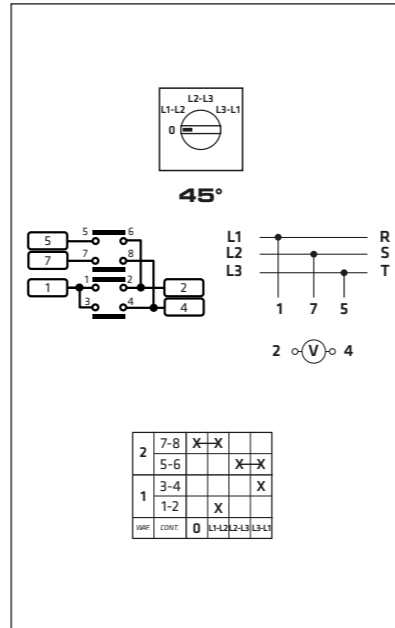 L2-L3
L1-L2 L3-L1
0
45°
5 5 6
7 7 8
1 1 2 2
3 4 4
L1 R
L2 S
L3 T
1 7 5
2 V 4
2 7-8 X X
5-6 X X
1 3-4 X
1-2 X
WAF. CONT. 0 L1-L2 L2-L3 L3-L1